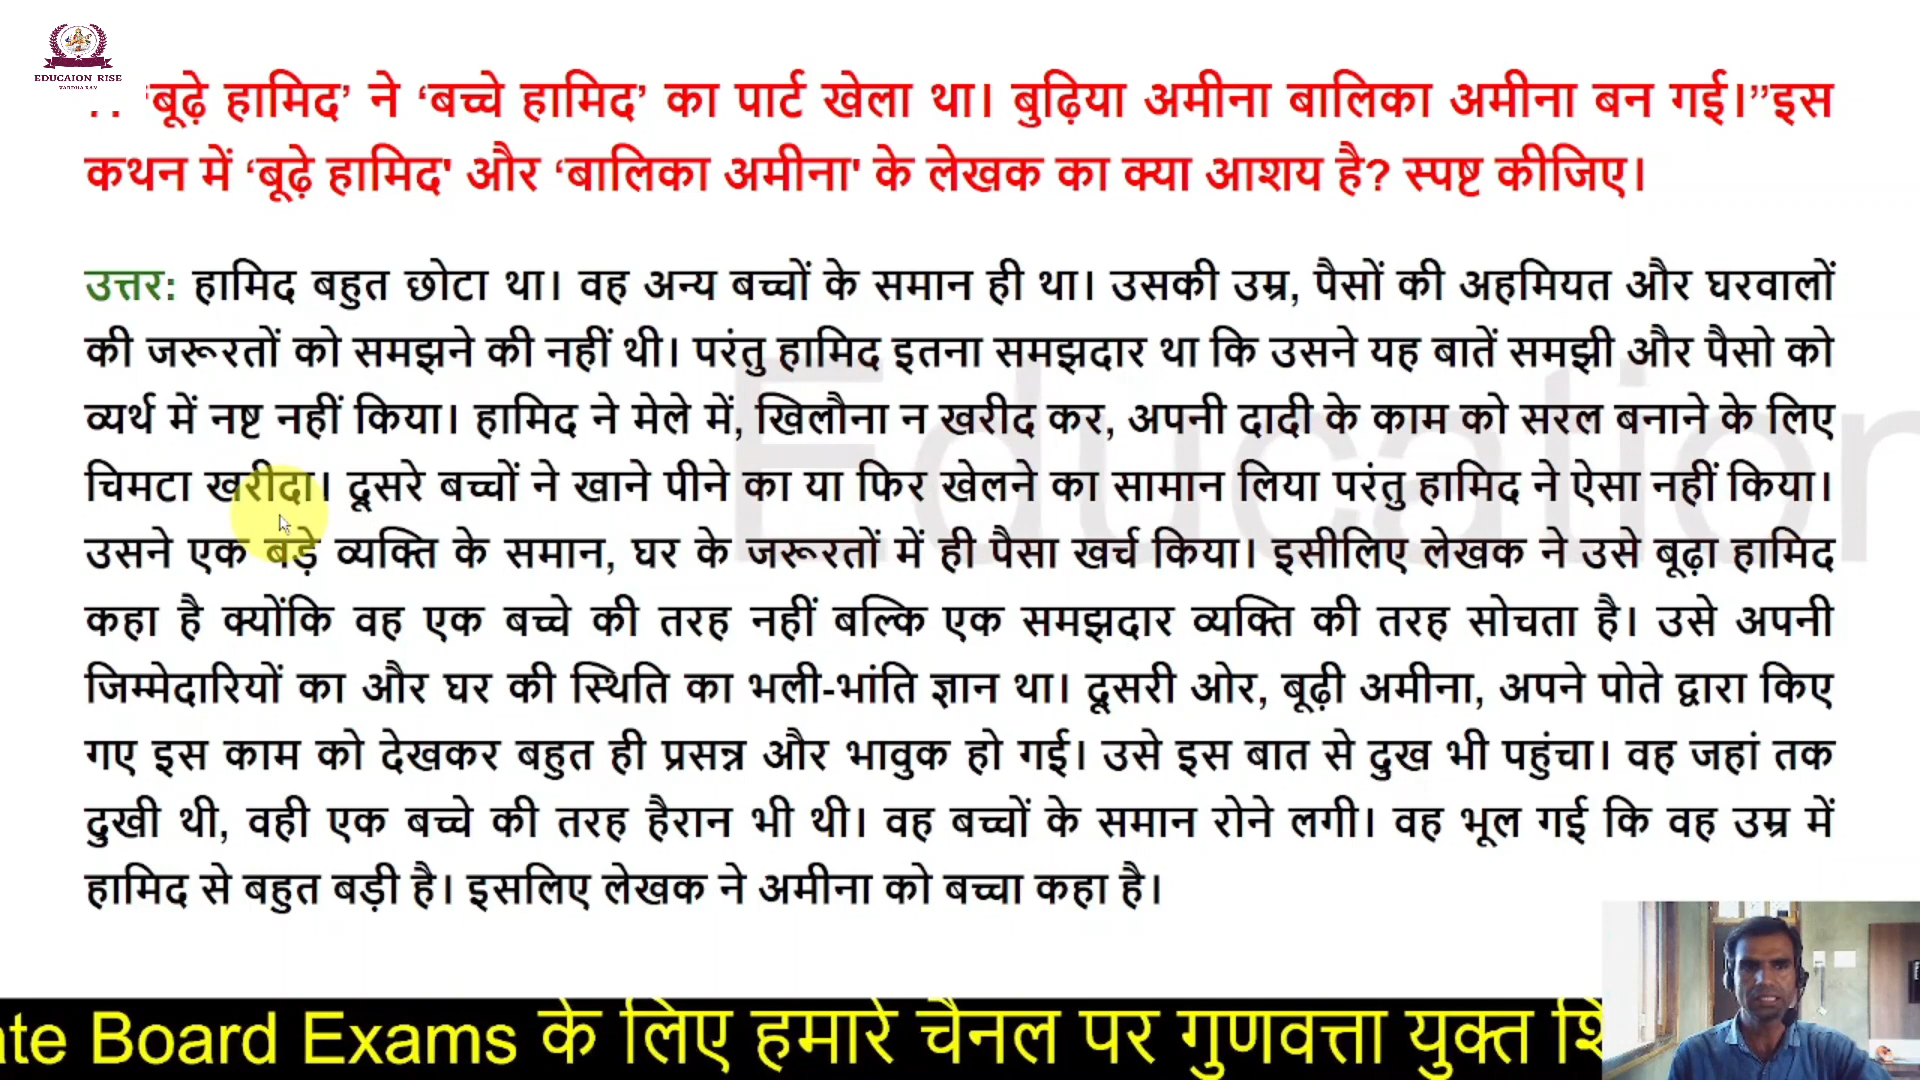 EDUCAION RISE
बूढ़े हामिद’ ने ‘बच्चे हामिद’ का पार्ट खेला था। बुढ़िया अमीना बालिका अमीना बन गई।”इस
कथन में ‘बूढ़े हामिद' और ‘बालिका अमीना' के लेखक का क्या आशय है? स्पष्ट कीजिए।
उत्तर: हामिद बहुत छोटा था। वह अन्य बच्चों के समान ही था। उसकी उम्र, पैसों की अहमियत और घरवालों
की जरूरतों को समझने की नहीं थी। परंतु हामिद इतना समझदार था कि उसने यह बातें समझी और पैसो को
व्यर्थ में नष्ट नहीं किया। हामिद ने मेले में, खिलौना न खरीद कर, अपनी दादी के काम को सरल बनाने के लिए
चिमटा खरीदा। दूसरे बच्चों ने खाने पीने का या फिर खेलने का सामान लिया परंतु हामिद ने ऐसा नहीं किया।
उसने एक बड़े व्यक्ति के समान, घर के जरूरतों में ही पैसा खर्च किया। इसीलिए लेखक ने उसे बूढ़ा हामिद
कहा है क्योंकि वह एक बच्चे की तरह नहीं बल्कि एक समझदार व्यक्ति की तरह सोचता है। उसे अपनी
जिम्मेदारियों का और घर की स्थिति का भली-भांति ज्ञान था। दूसरी ओर, बूढ़ी अमीना, अपने पोते द्वारा किए
गए इस काम को देखकर बहुत ही प्रसन्न और भावुक हो गई। उसे इस बात से दुख भी पहुंचा। वह जहां तक
दुखी थी, वही एक बच्चे की तरह हैरान भी थी। वह बच्चों के समान रोने लगी। वह भूल गई कि वह उम्र में
हामिद से बहुत बड़ी है। इसलिए लेखक ने अमीना को बच्चा कहा है।
Education
ate Board Exams के लिए हमारे चैनल पर गुणवत्ता युक्त शि